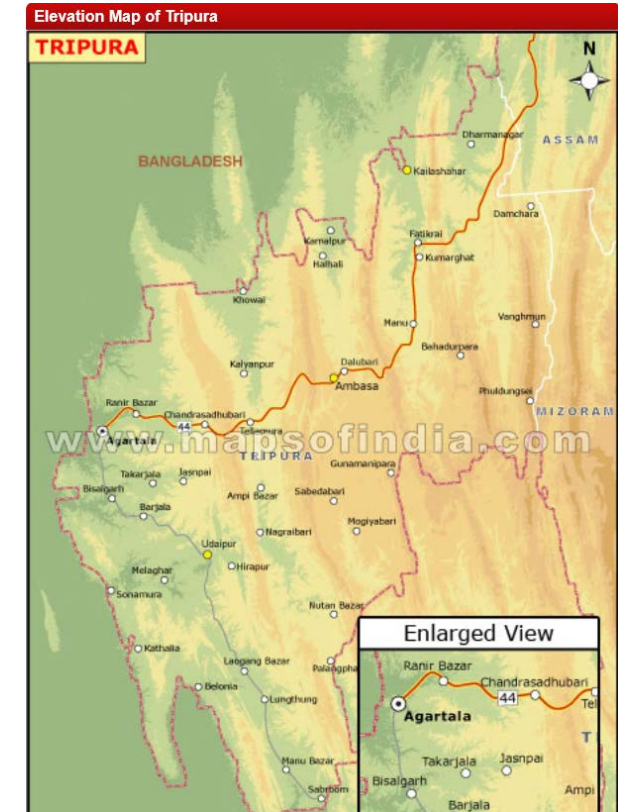 Elevation Map of Tripura
TRIPURA
N
Dharmanagar
ASSAM
BANGLADESH
Kailashahar
Damchara
Kamalpur
Fatikrai
Halhali
Kumarghat
Khowai
Manu
Vanghmun
Bahadurpara
Kalyanpur
Dalubari
Ambasa
Phuldungsei
Ranir Bazar
Chandrasadhubari
MIZORAM
44
Teliamura
Agartala
www.mapsofindia.com
TRIPURA
Gunamanipara
Takarjala
Jasnpai
Bisalgarh
Ampi Bazar
Sabedabari
Barjala
Mogiyabari
Nagraibari
Udaipur
Melaghar
Hirapur
Sonamura
Nutan Bazar
Enlarged View
Kathalia
Laogang Bazar
Palangpha
Ranir Bazar
Belonia
Chandrasadhubari
Lungthung
44
Tel
Agartala
T
Manu Bazar
Takarjala
Jasnpai
Bisalgarh
Sabroom
Ampi
Barjala